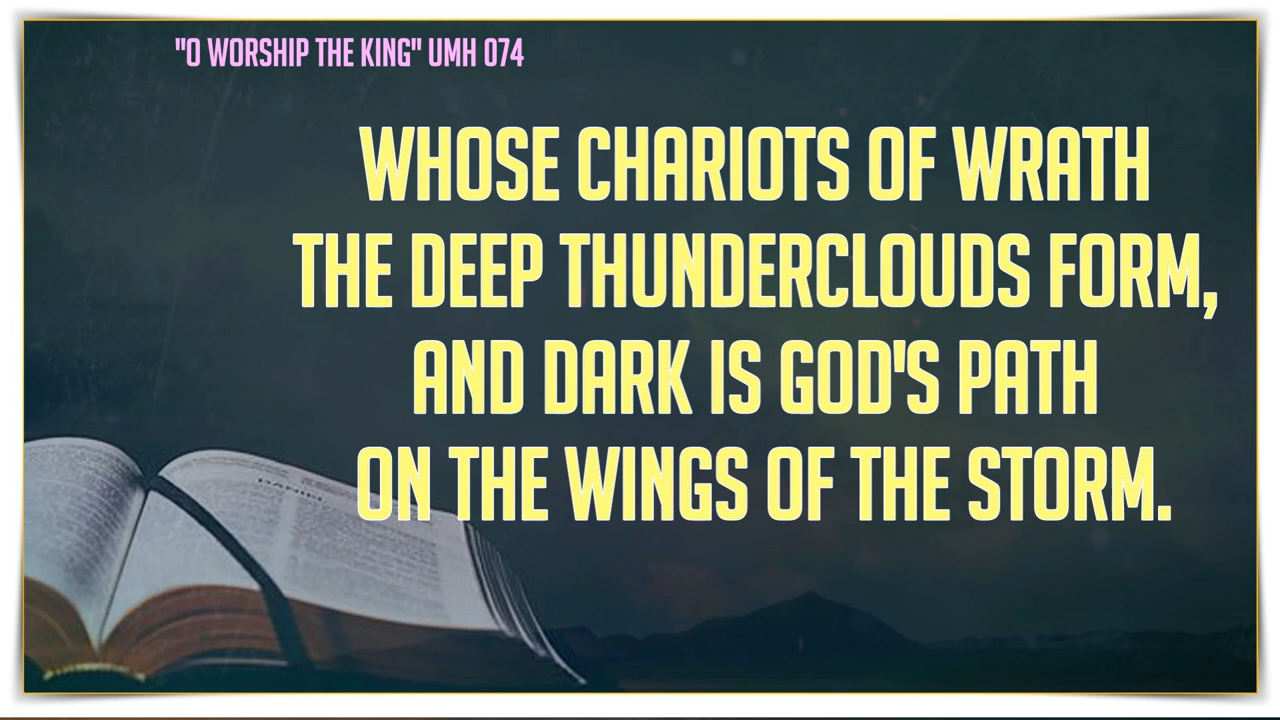 "O WORSHIP THE KING" UMH 074
WHOSE CHARIOTS OF WRATH
THE DEEP THUNDERCLOUDS FORM,
AND DARK IS GOD'S PATH
ON THE WINGS OF THE STORM.
DANIEL